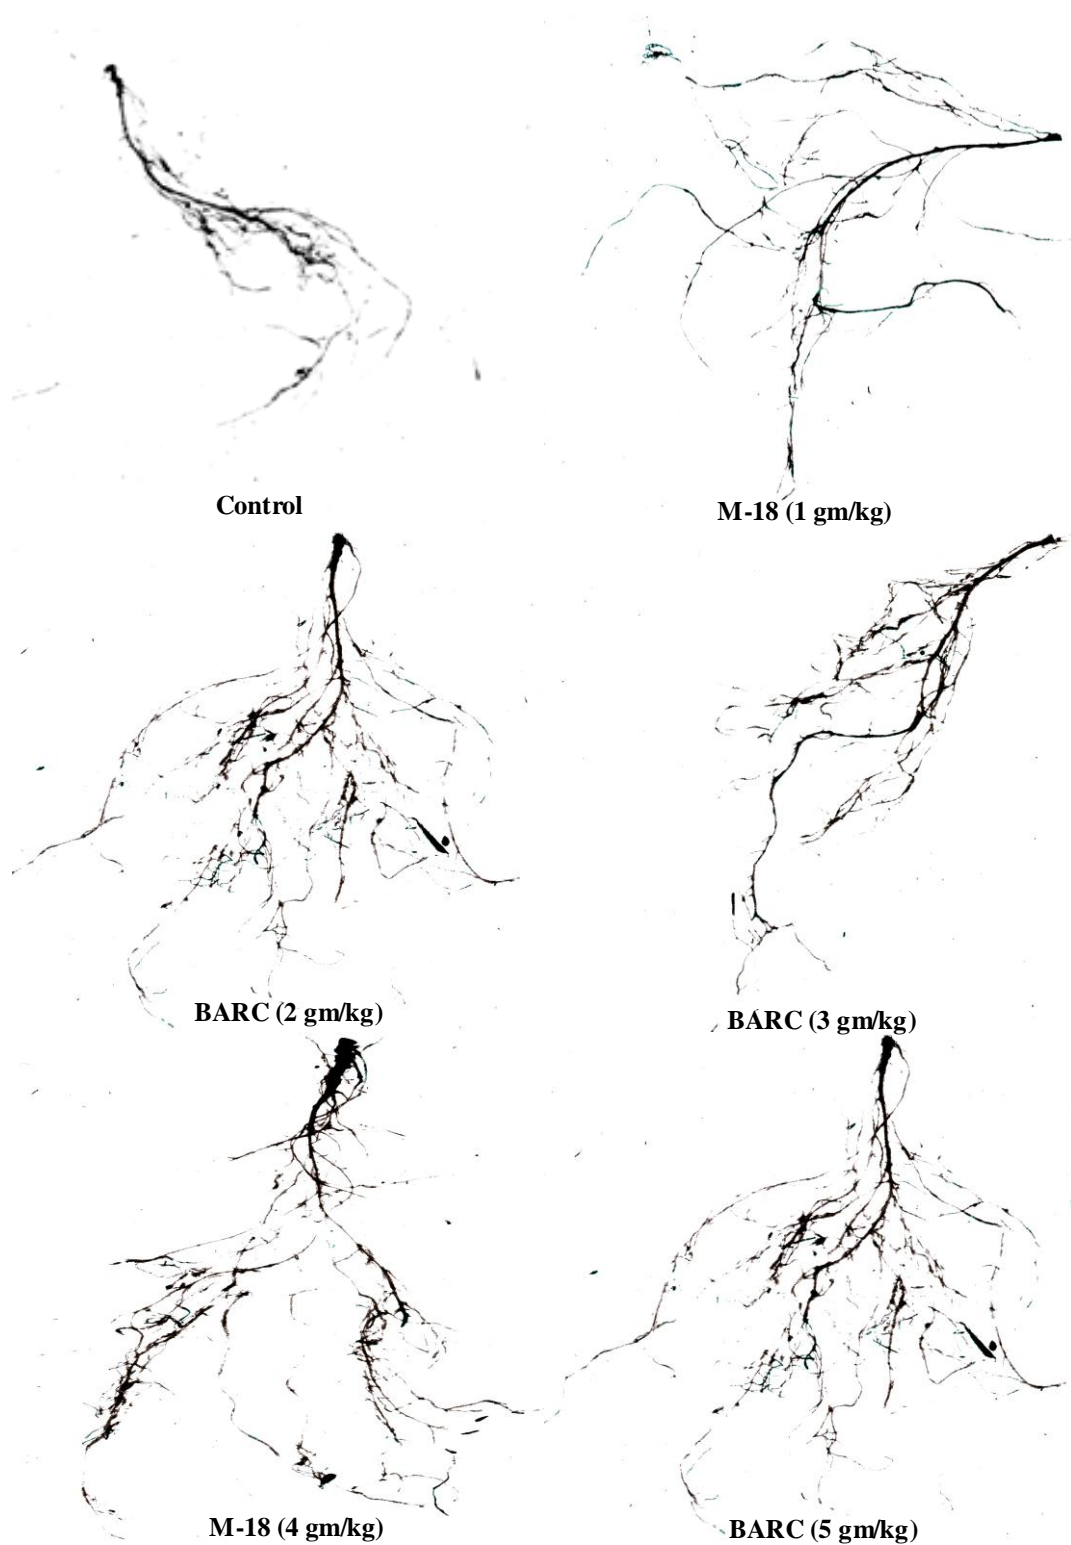 Control
M-18 (1 gm/kg)
BARC (2 gm/kg)
BARC (3 gm/kg)
M-18 (4 gm/kg)
BARC (5 gm/kg)